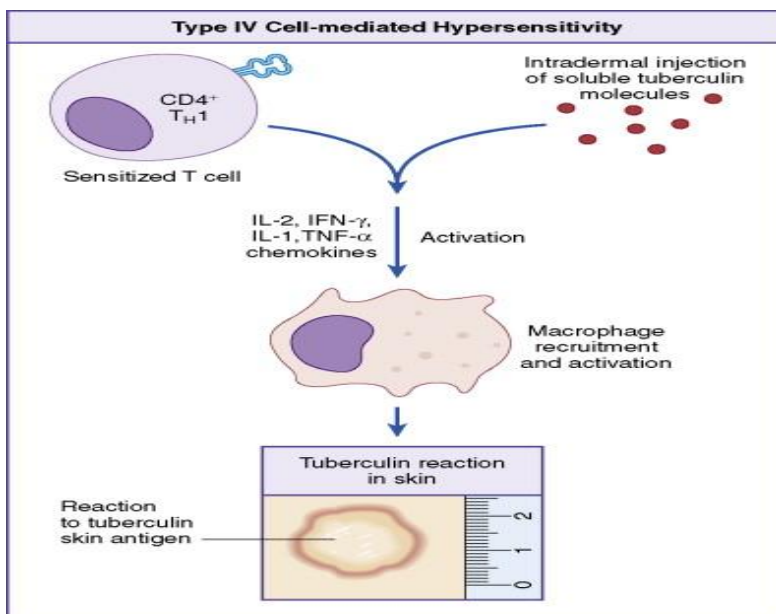 Type IV Cell-mediated Hypersensitivity
CD4⁺
T_H1
Sensitized T cell
Intradermal injection
of soluble tuberculin
molecules
IL-2, IFN-γ,
IL-1,TNF-α
chemokines
Activation
Macrophage
recruitment
and activation
Tuberculin reaction
in skin
Reaction
to tuberculin
skin antigen
2
1
0